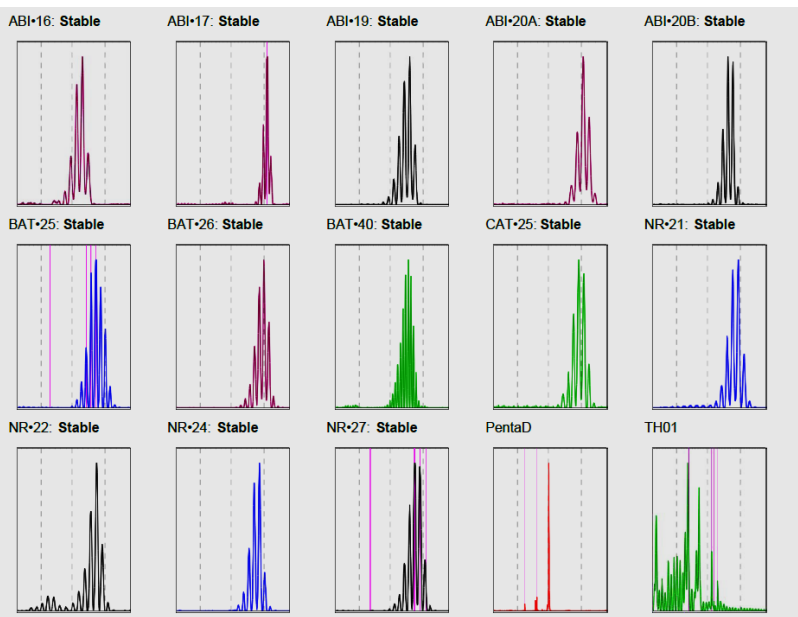 ABI•16: Stable ABI•17: Stable ABI•19: Stable ABI•20A: Stable ABI•20B: Stable
BAT•25: Stable BAT•26: Stable BAT•40: Stable CAT•25: Stable NR•21: Stable
NR•22: Stable NR•24: Stable NR•27: Stable PentaD TH01